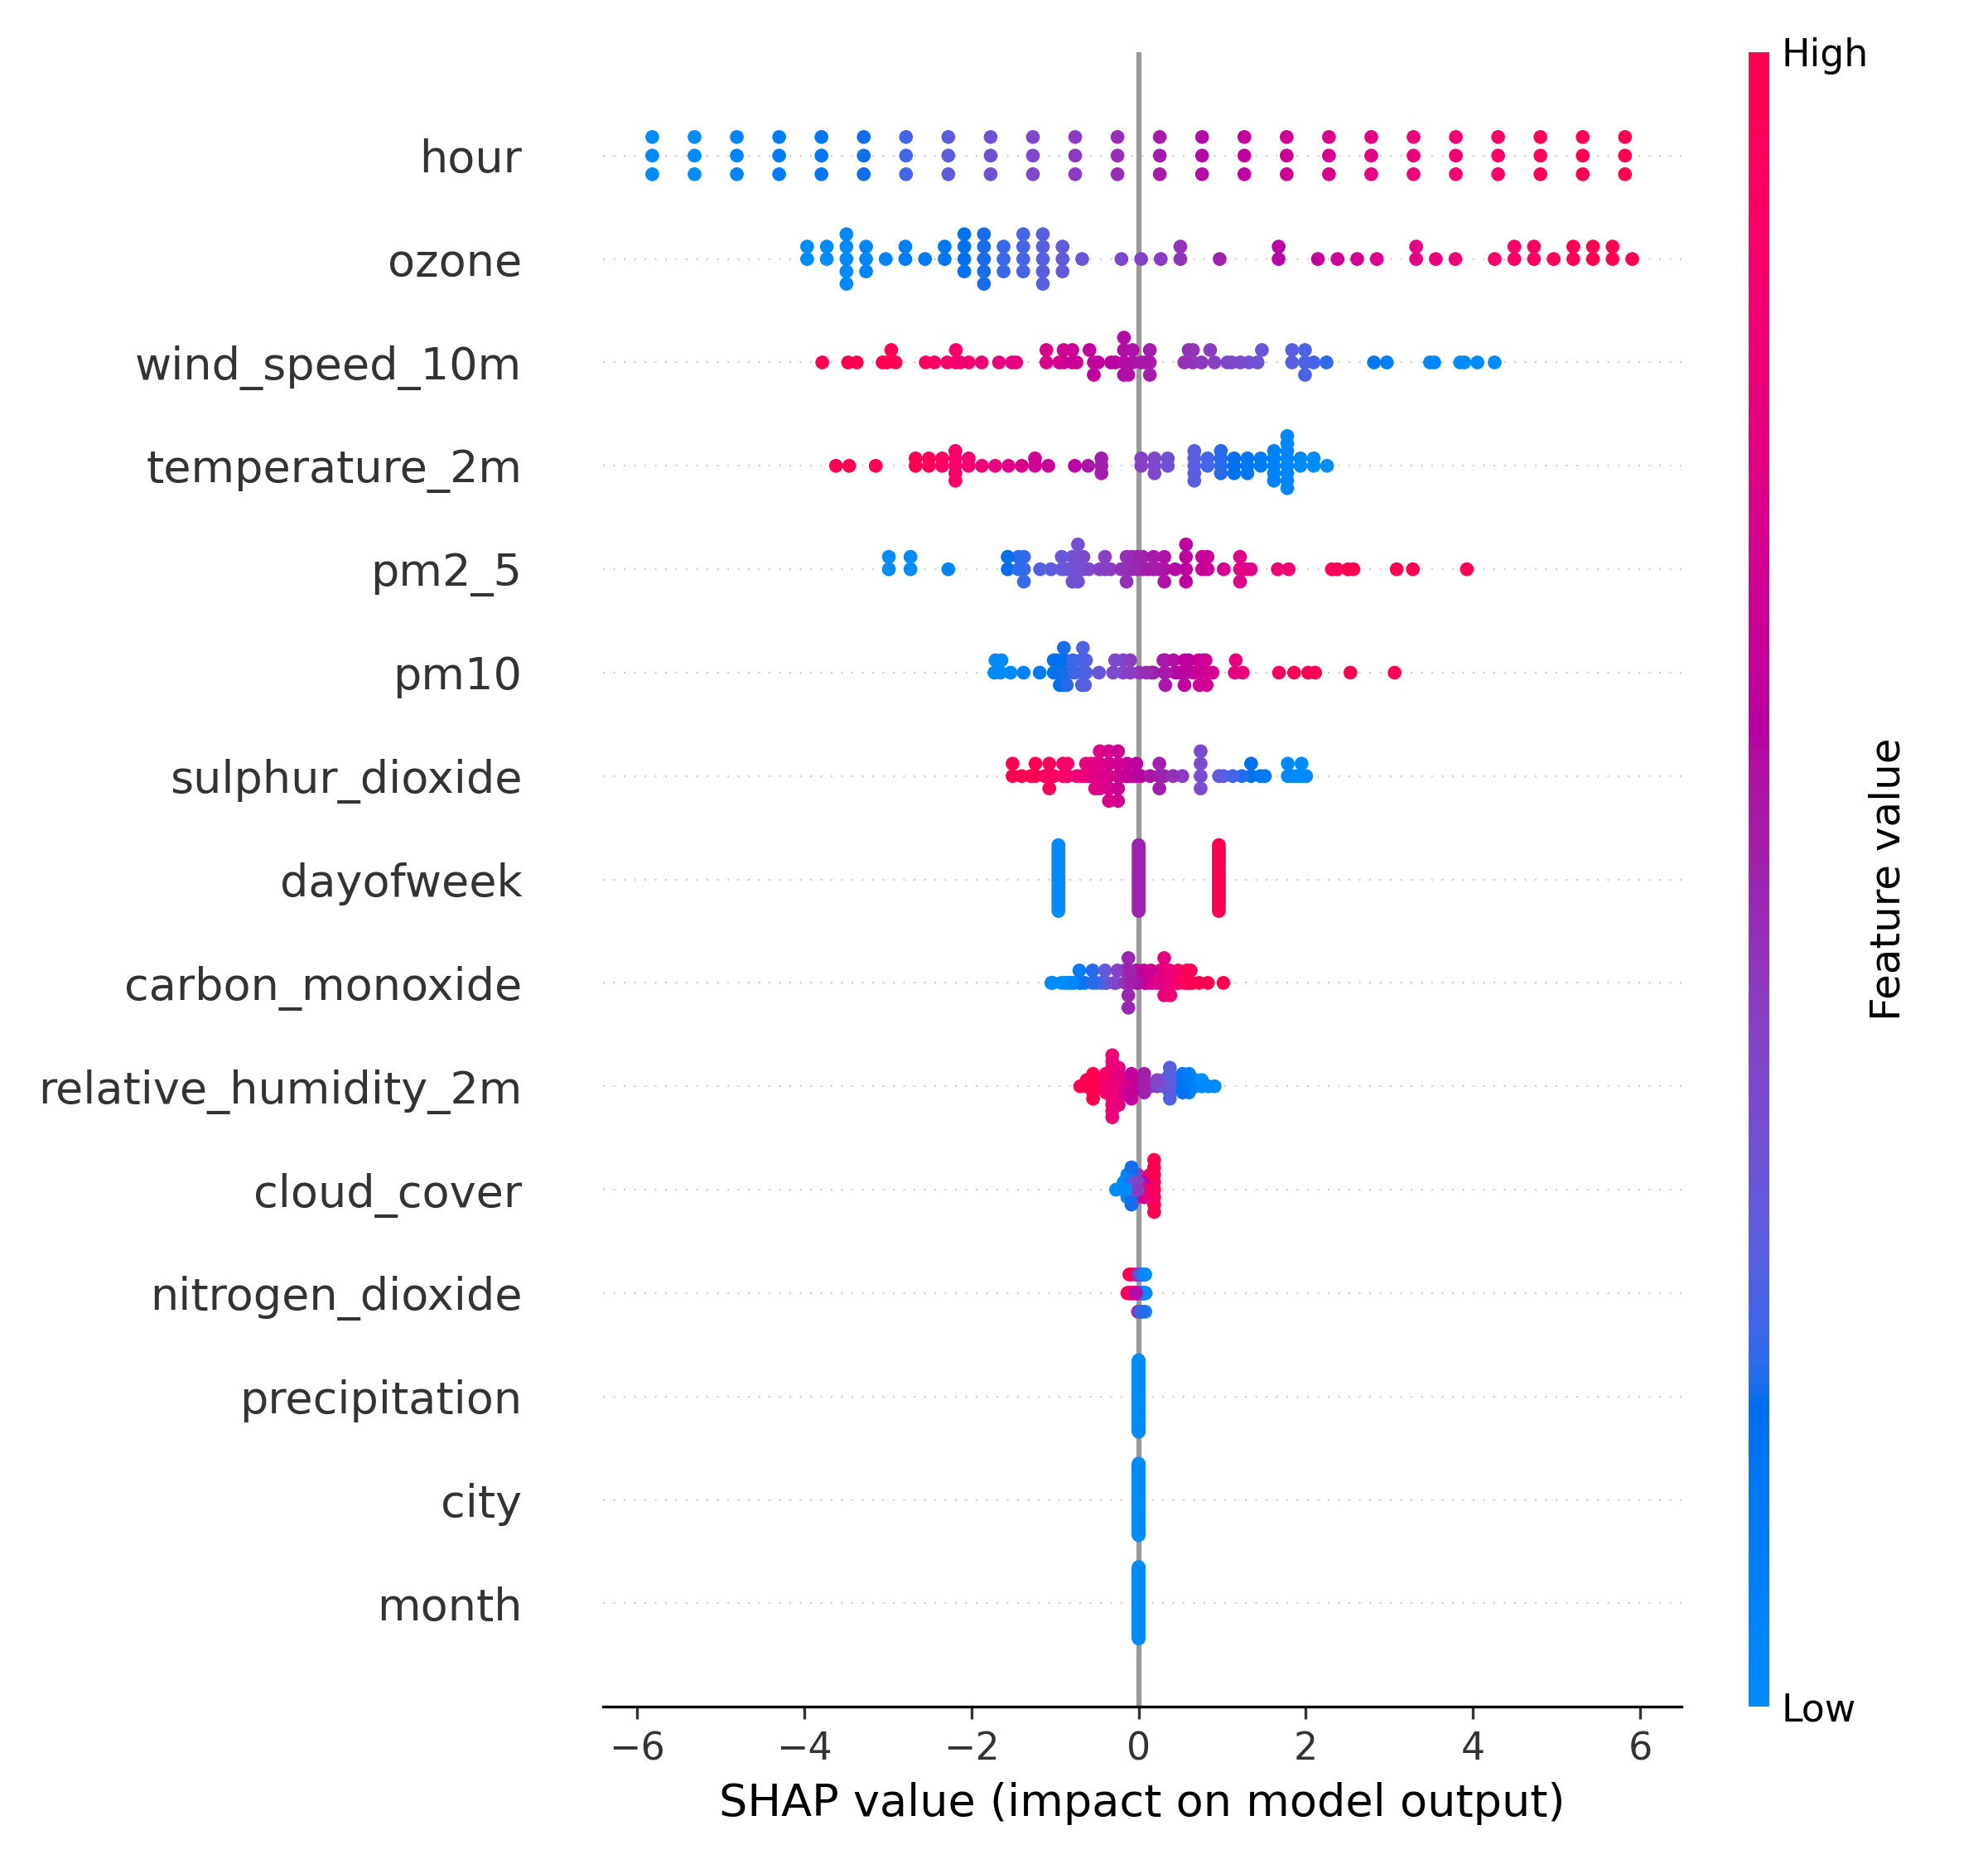 High
hour
ozone
wind_speed_10m
temperature_2m
pm2_5
pm10
sulphur_dioxide
dayofweek
carbon_monoxide
relative_humidity_2m
cloud_cover
nitrogen_dioxide
precipitation
city
month
Feature value
Low
−6 −4 −2 0 2 4 6
SHAP value (impact on model output)